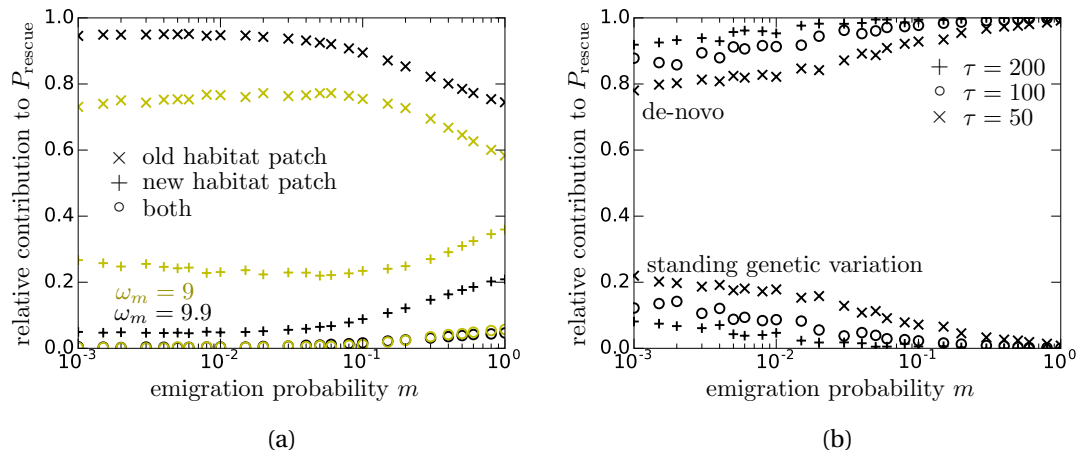 1.0
0.8
0.6
0.4
0.2
0.0
relative contribution to P_rescue
× old habitat patch
+ new habitat patch
○ both
ω_m = 9
ω_m = 9.9
10^-3 10^-2 10^-1 10^0
emigration probability m
(a)
1.0
0.8
0.6
0.4
0.2
0.0
relative contribution to P_rescue
+ τ = 200
○ τ = 100
× τ = 50
de-novo
standing genetic variation
10^-3 10^-2 10^-1 10^0
emigration probability m
(b)